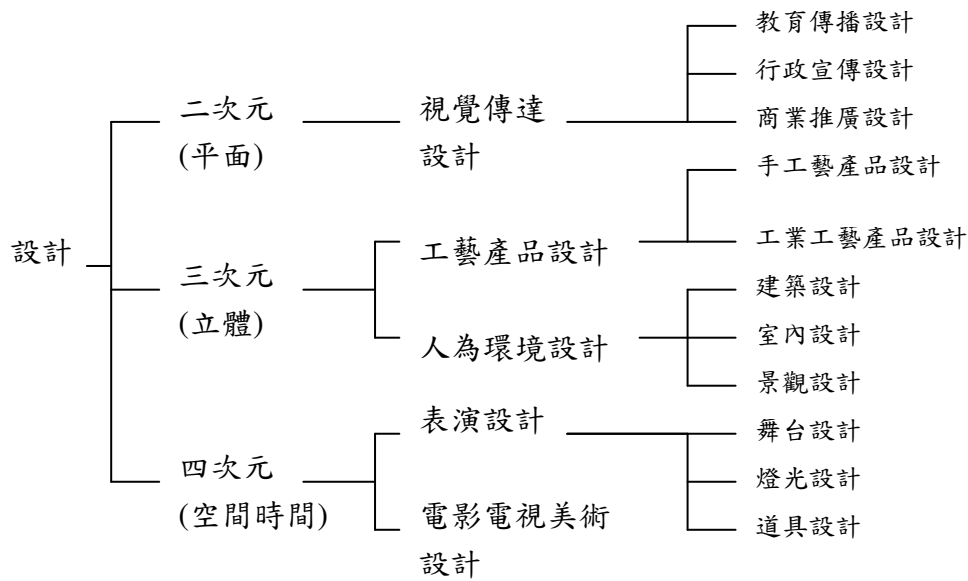 設計
二次元
(平面)
視覺傳達
設計
教育傳播設計
行政宣傳設計
商業推廣設計
三次元
(立體)
工藝產品設計
手工藝產品設計
工業工藝產品設計
人為環境設計
建築設計
室內設計
景觀設計
四次元
(空間時間)
表演設計
舞台設計
燈光設計
道具設計
電影電視美術
設計